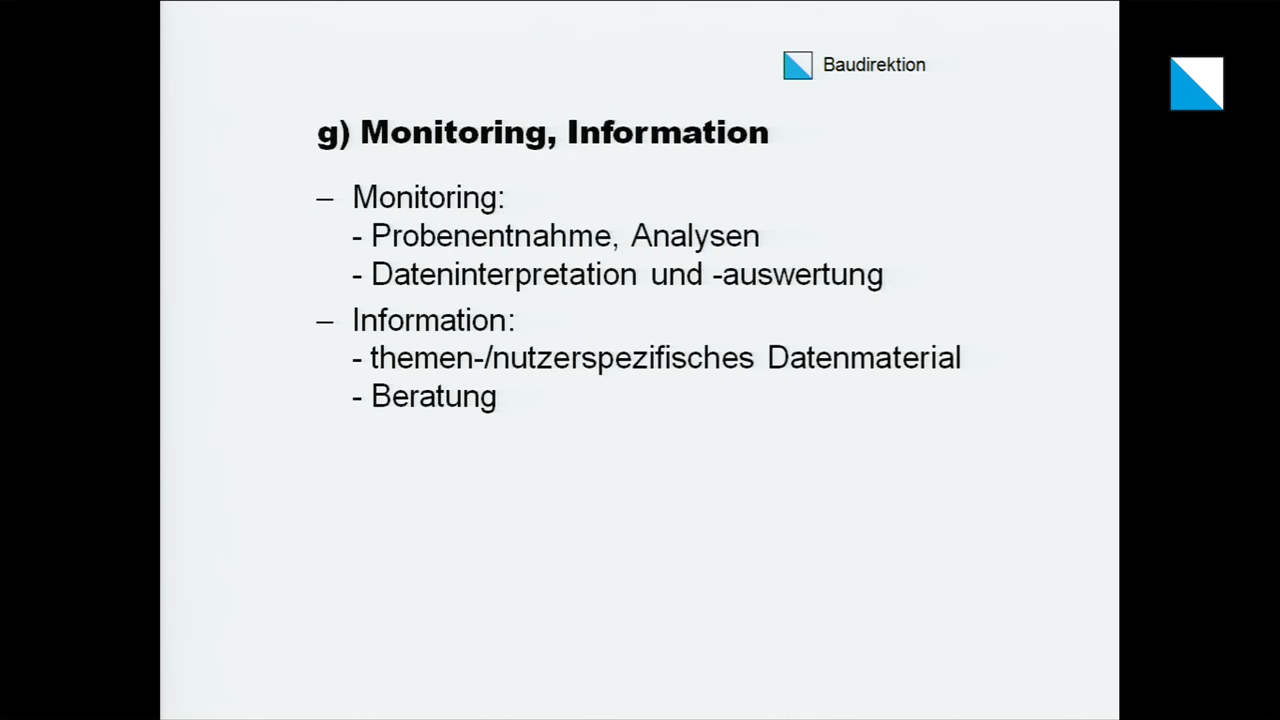 Baudirektion
g) Monitoring, Information
– Monitoring:
- Probenentnahme, Analysen
- Dateninterpretation und -auswertung
– Information:
- themen-/nutzerspezifisches Datenmaterial
- Beratung